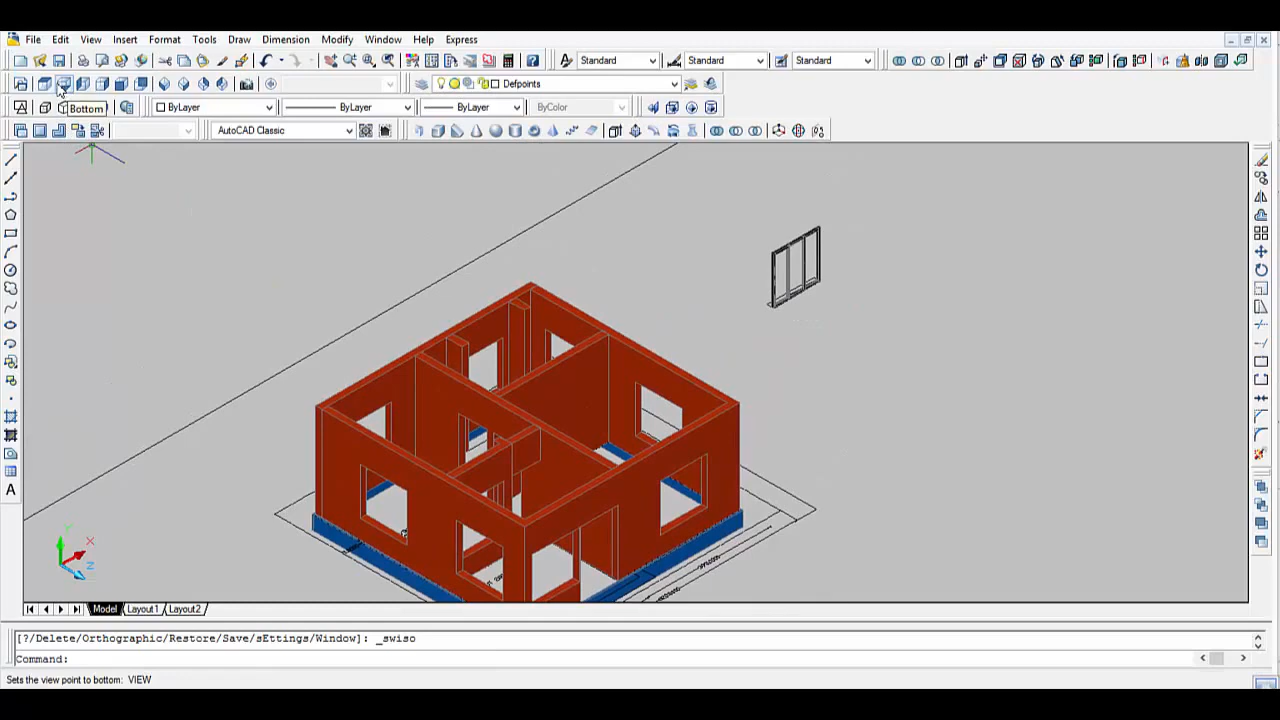 File Edit View Insert Format Tools Draw Dimension Modify Window Help Express
Standard Standard Standard
Defpoints
Bottom ByLayer ByLayer ByLayer ByColor
AutoCAD Classic
A
Y
X
Z
Model Layout1 Layout2
[?/Delete/Orthographic/Restore/Save/sEttings/Window]: _swiso
Command:
Sets the view point to bottom: VIEW